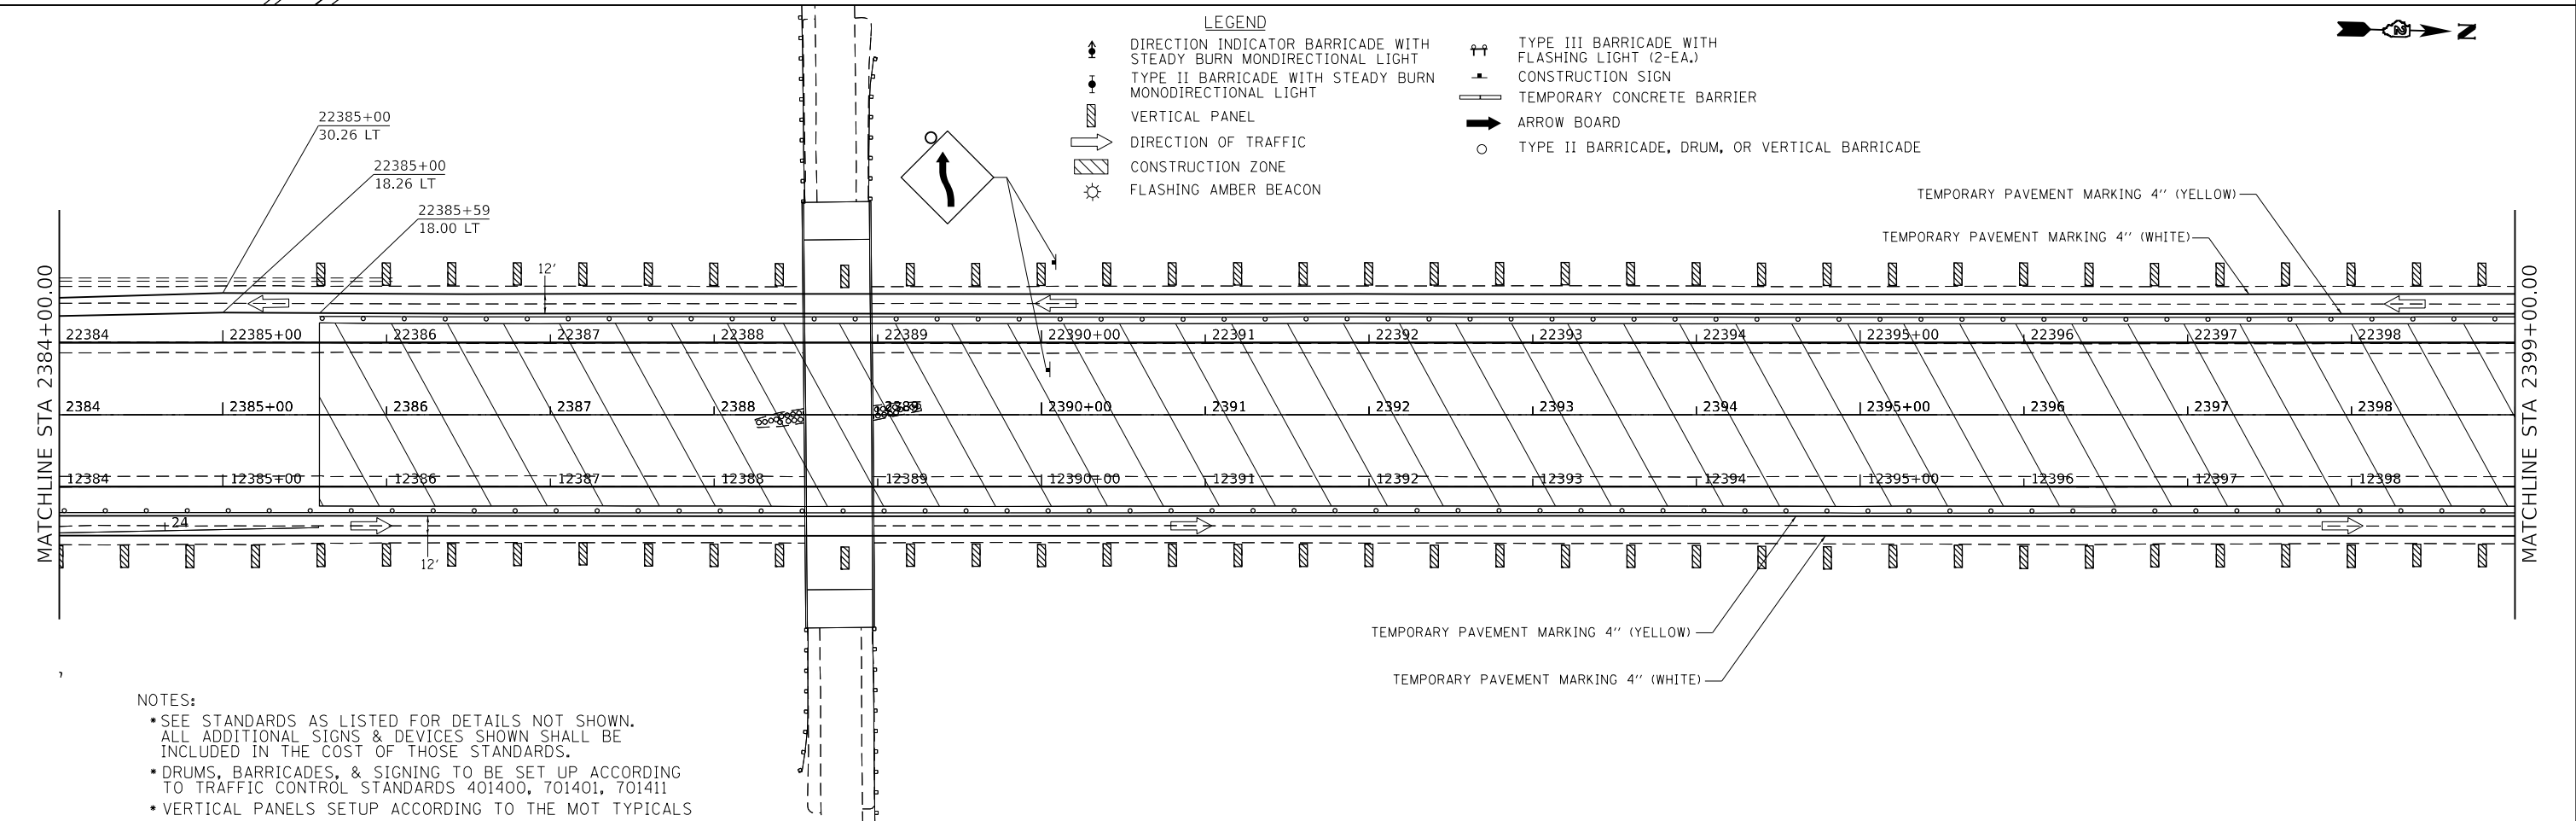 LEGEND
DIRECTION INDICATOR BARRICADE WITH
STEADY BURN MONDIRECTIONAL LIGHT
TYPE II BARRICADE WITH STEADY BURN
MONODIRECTIONAL LIGHT
VERTICAL PANEL
DIRECTION OF TRAFFIC
CONSTRUCTION ZONE
FLASHING AMBER BEACON
TYPE III BARRICADE WITH
FLASHING LIGHT (2-EA.)
CONSTRUCTION SIGN
TEMPORARY CONCRETE BARRIER
ARROW BOARD
TYPE II BARRICADE, DRUM, OR VERTICAL BARRICADE
N
22385+00
30.26 LT
22385+00
18.26 LT
22385+59
18.00 LT
TEMPORARY PAVEMENT MARKING 4'' (YELLOW)
TEMPORARY PAVEMENT MARKING 4'' (WHITE)
MATCHLINE STA 2384+00.00
12'
22384 22385+00 22386 22387 22388 22389 22390+00 22391 22392 22393 22394 22395+00 22396 22397 22398
2384 2385+00 2386 2387 2388 2389 2390+00 2391 2392 2393 2394 2395+00 2396 2397 2398
12384 12385+00 12386 12387 12388 12389 12390+00 12391 12392 12393 12394 12395+00 12396 12397 12398
24
12'
MATCHLINE STA 2399+00.00
TEMPORARY PAVEMENT MARKING 4'' (YELLOW)
TEMPORARY PAVEMENT MARKING 4'' (WHITE)
NOTES:
* SEE STANDARDS AS LISTED FOR DETAILS NOT SHOWN.
ALL ADDITIONAL SIGNS & DEVICES SHOWN SHALL BE
INCLUDED IN THE COST OF THOSE STANDARDS.
* DRUMS, BARRICADES, & SIGNING TO BE SET UP ACCORDING
TO TRAFFIC CONTROL STANDARDS 401400, 701401, 701411
* VERTICAL PANELS SETUP ACCORDING TO THE MOT TYPICALS